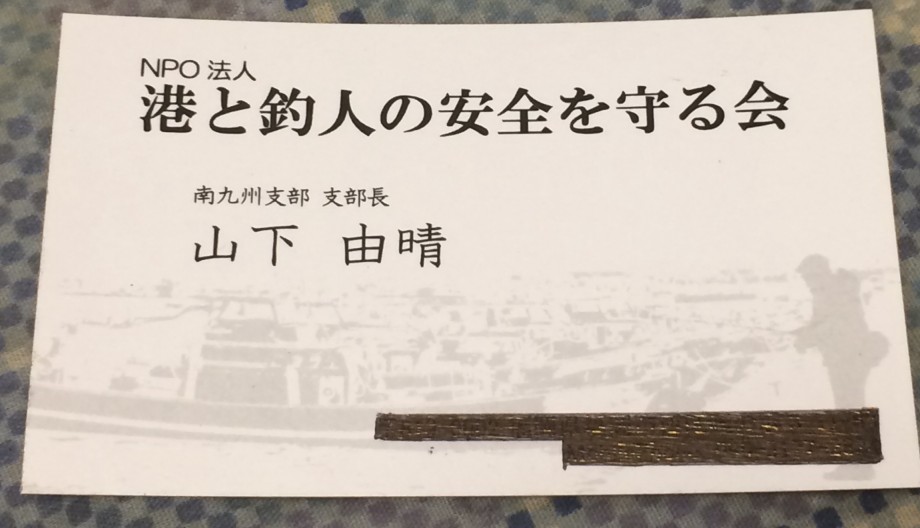 NPO 法人
港と釣人の安全を守る会
南九州支部 支部長
山下 由晴